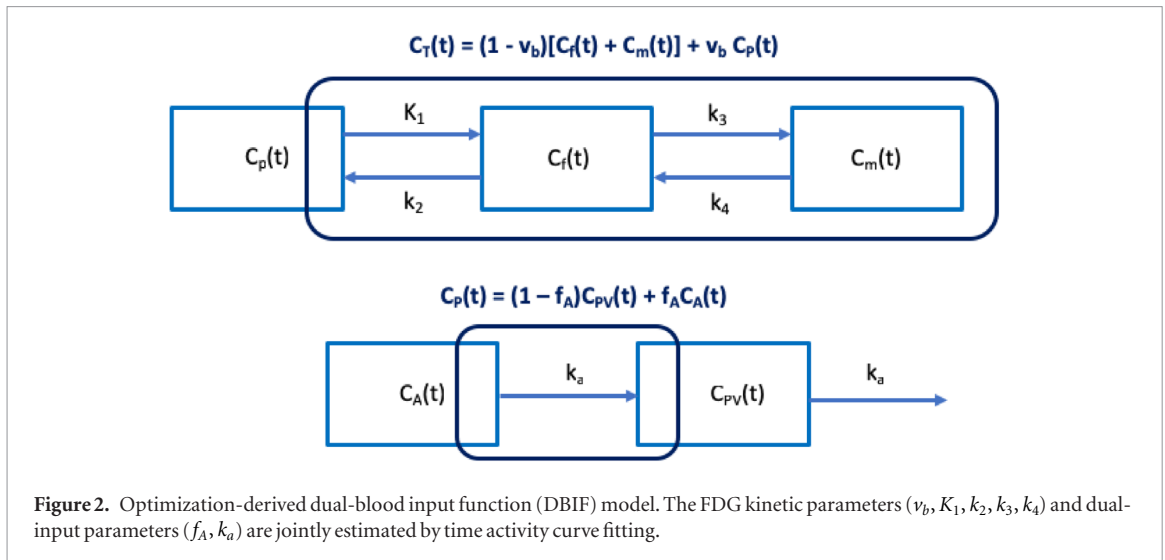 C_T(t) = (1 - v_b)[C_f(t) + C_m(t)] + v_b C_P(t)
K_1
k_3
C_p(t)
C_f(t)
C_m(t)
k_2
k_4
C_P(t) = (1 – f_A)C_PV(t) + f_AC_A(t)
k_a
k_a
C_A(t)
C_PV(t)
Figure 2. Optimization-derived dual-blood input function (DBIF) model. The FDG kinetic parameters (v_b, K_1, k_2, k_3, k_4) and dual-
input parameters (f_A, k_a) are jointly estimated by time activity curve fitting.